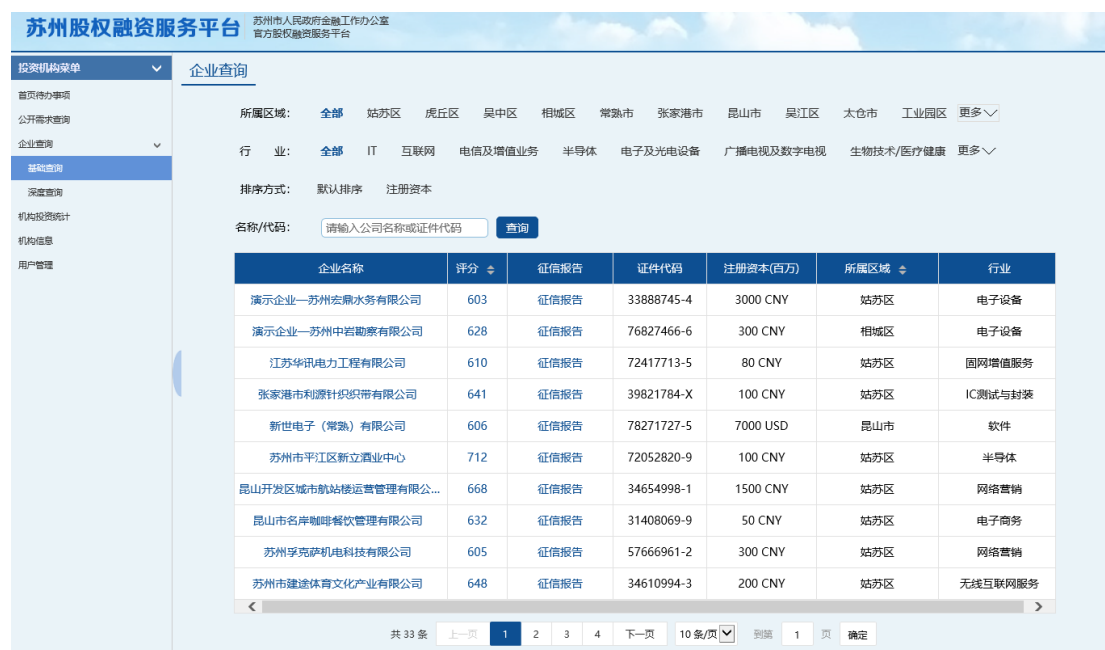 苏州股权融资服务平台 苏州市人民政府金融工作办公室
官方股权融资服务平台
投资机构菜单
首页待办事项
公开需求查询
企业查询
基础查询
深度查询
机构投资统计
机构信息
用户管理
企业查询
所属区域: 全部 姑苏区 虎丘区 吴中区 相城区 常熟市 张家港市 昆山市 吴江区 太仓市 工业园区 更多
行 业: 全部 IT 互联网 电信及增值业务 半导体 电子及光电设备 广播电视及数字电视 生物技术/医疗健康 更多
排序方式: 默认排序 注册资本
名称/代码: 请输入公司名称或证件代码 查询
企业名称 评分 征信报告 证件代码 注册资本(百万) 所属区域 行业
演示企业—苏州宏鼎水务有限公司 603 征信报告 33888745-4 3000 CNY 姑苏区 电子设备
演示企业—苏州中岩勘察有限公司 628 征信报告 76827466-6 300 CNY 相城区 电子设备
江苏华讯电力工程有限公司 610 征信报告 72417713-5 80 CNY 姑苏区 固网增值服务
张家港市利源针织织带有限公司 641 征信报告 39821784-X 100 CNY 姑苏区 IC测试与封装
新世电子（常熟）有限公司 606 征信报告 78271727-5 7000 USD 昆山市 软件
苏州市平江区新立酒业中心 712 征信报告 72052820-9 100 CNY 姑苏区 半导体
昆山开发区城市航站楼运营管理有限公... 668 征信报告 34654998-1 1500 CNY 姑苏区 网络营销
昆山市名岸咖啡餐饮管理有限公司 632 征信报告 31408069-9 50 CNY 姑苏区 电子商务
苏州孚克萨机电科技有限公司 605 征信报告 57666961-2 300 CNY 姑苏区 网络营销
苏州市建途体育文化产业有限公司 648 征信报告 34610994-3 200 CNY 姑苏区 无线互联网服务
共 33 条 上一页 1 2 3 4 下一页 10 条/页 到第 1 页 确定